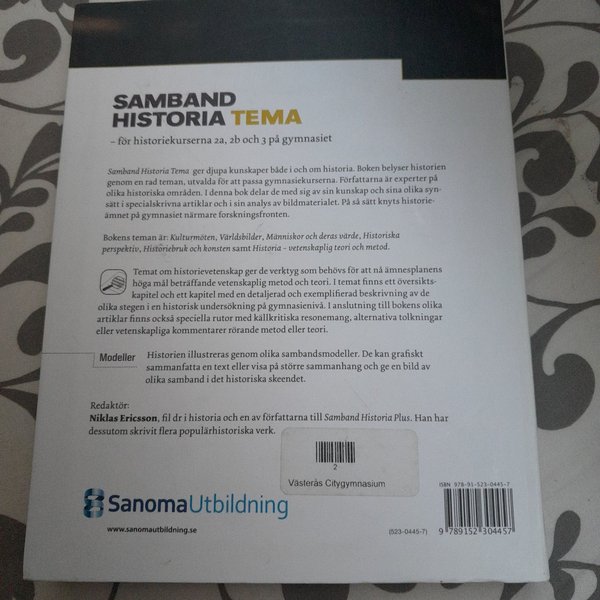 SAMBAND
HISTORIA TEMA
– för historiekurserna 2a, 2b och 3 på gymnasiet
Samband Historia Tema ger djupa kunskaper både i och om historia. Boken belyser historien
genom en rad teman, utvalda för att passa gymnasiekurserna. Författarna är experter på
olika historiska områden. I denna bok delar de med sig av sin kunskap och sina olika syn-
sätt i specialskrivna artiklar och i sin analys av bildmaterialet. På så sätt knyts historie-
ämnet på gymnasiet närmare forskningsfronten.
Bokens teman är: Kulturmöten, Världsbilder, Människor och deras värde, Historiska
perspektiv, Historiebruk och konsten samt Historia – vetenskaplig teori och metod.
Temat om historievetenskap ger de verktyg som behövs för att nå ämnesplanens
höga mål beträffande vetenskaplig metod och teori. I temat finns ett översikts-
kapitel och ett kapitel med en detaljerad och exemplifierad beskrivning av de
olika stegen i en historisk undersökning på gymnasienivå. I anslutning till bokens olika
artiklar finns också speciella rutor med källkritiska resonemang, alternativa tolkningar
eller vetenskapliga kommentarer rörande metod eller teori.
Modeller
Historien illustreras genom olika sambandsmodeller. De kan grafiskt
sammanfatta en text eller visa på större sammanhang och ge en bild av
olika samband i det historiska skeendet.
Redaktör:
Niklas Ericsson, fil dr i historia och en av författarna till Samband Historia Plus. Han har
dessutom skrivit flera populärhistoriska verk.
2
Västerås Citygymnasium
SanomaUtbildning
www.sanomautbildning.se
(523-0445-7)
ISBN 978-91-523-0445-7
9 789152 304457